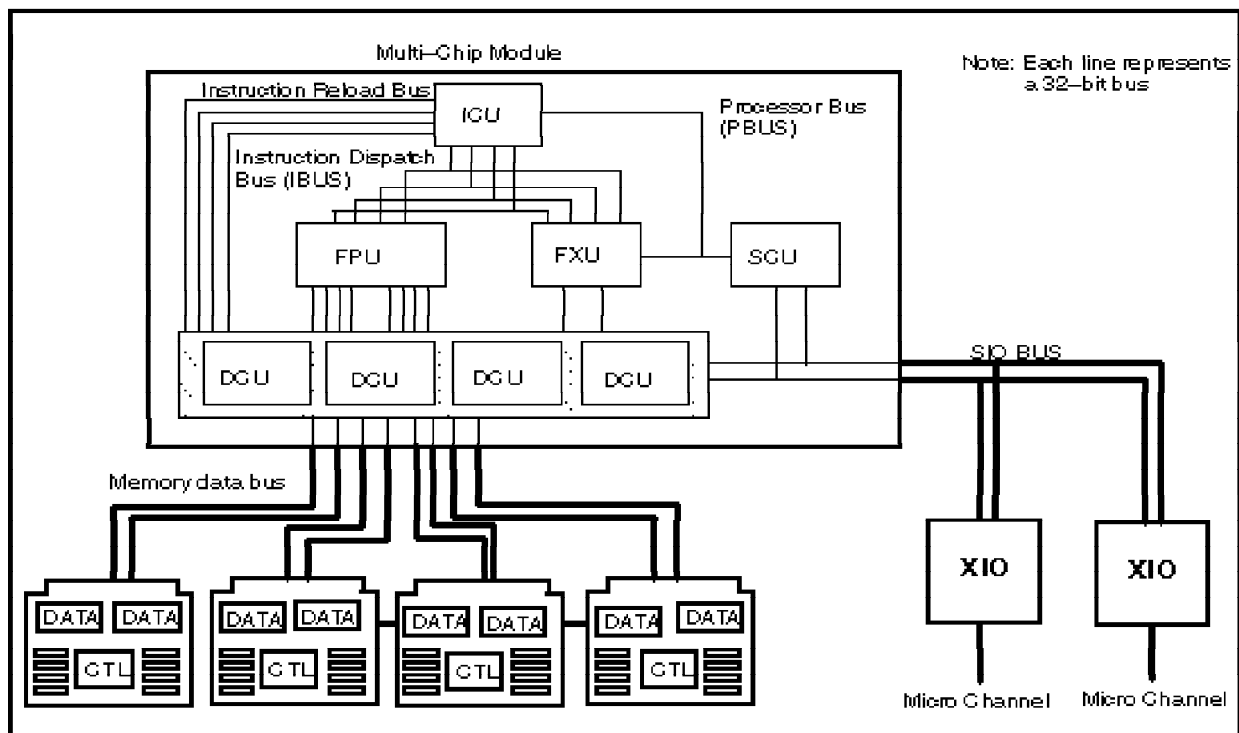 Multi–Chip Module
Note: Each line represents
a 32–bit bus
Instruction Reload Bus
ICU
Processor Bus
(PBUS)
Instruction Dispatch
Bus (IBUS)
FPU
FXU
SCU
DCU
DCU
DCU
DCU
SIO BUS
Memory data bus
XIO
XIO
DATA
DATA
DATA
DATA
DATA
DATA
DATA
DATA
CTL
CTL
CTL
CTL
Micro Channel
Micro Channel